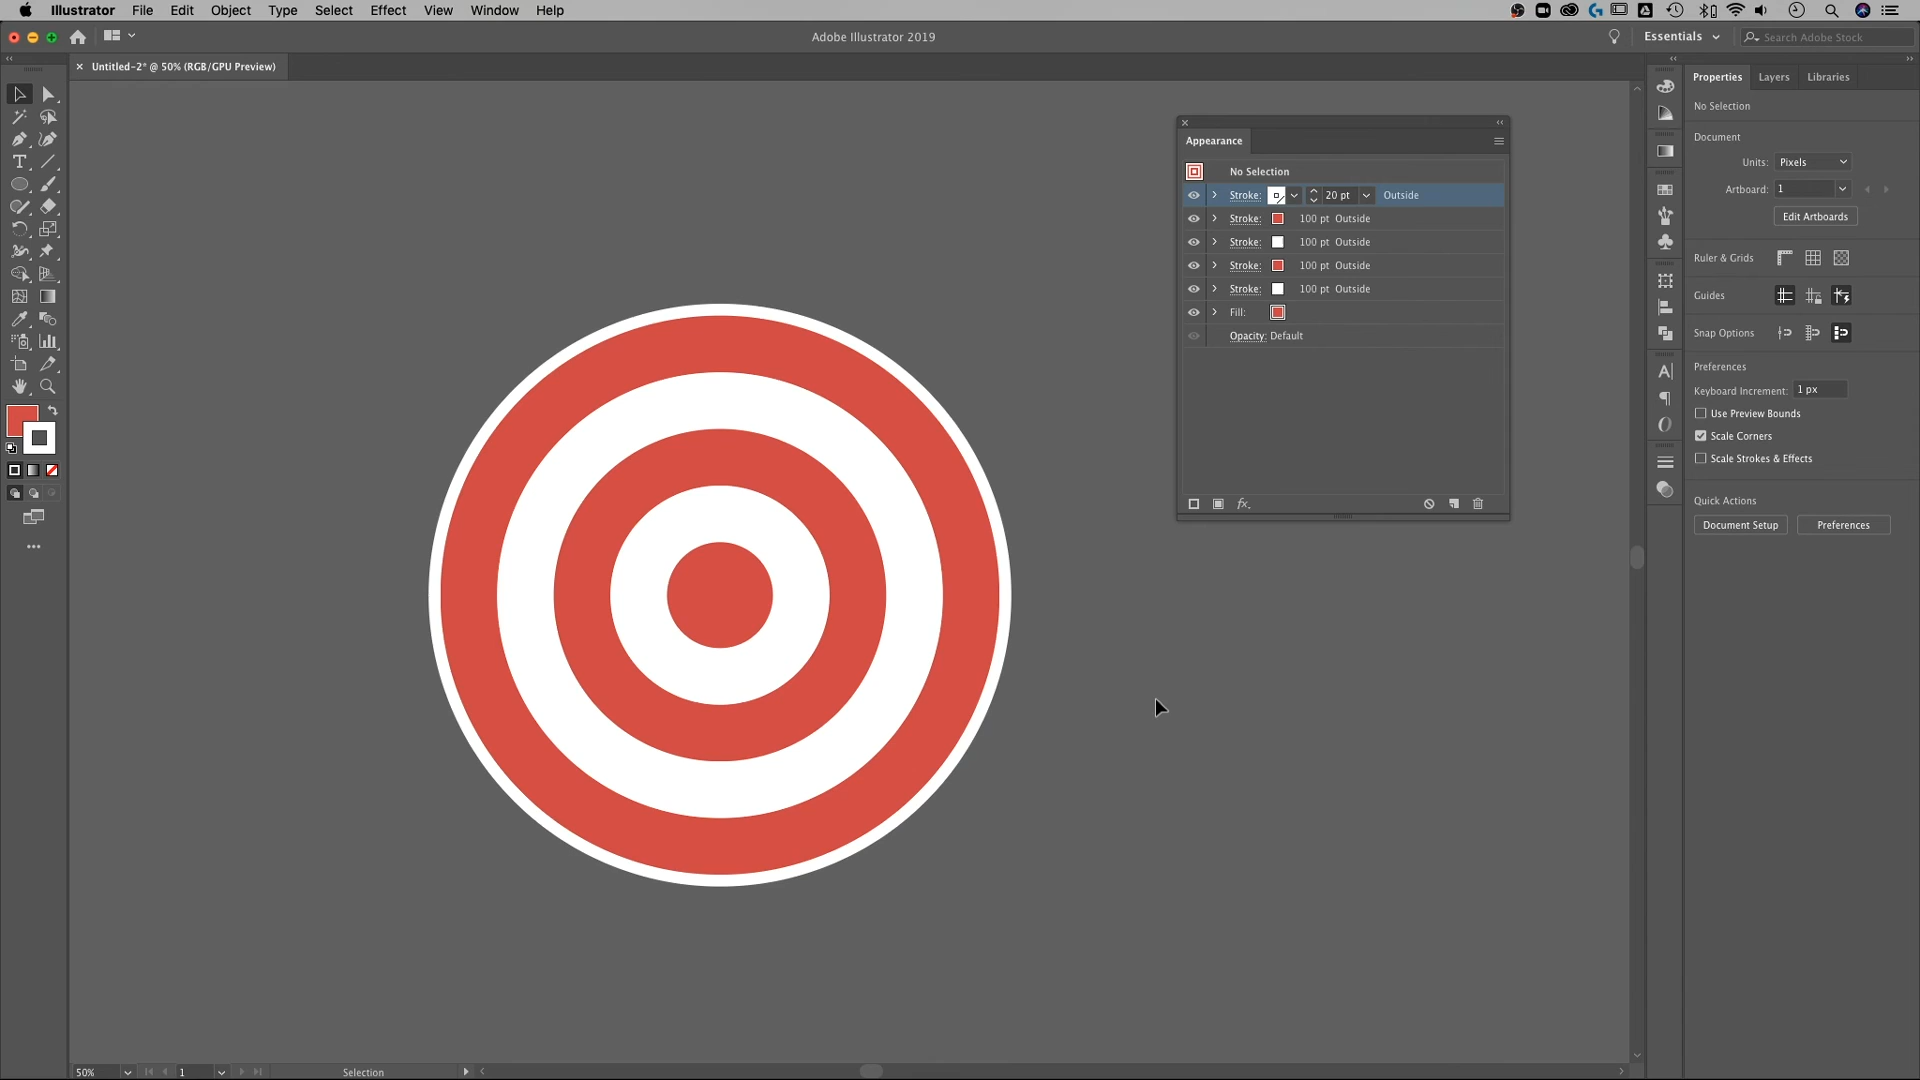 Illustrator File Edit Object Type Select Effect View Window Help
Adobe Illustrator 2019
Essentials
Search Adobe Stock
× Untitled-2* @ 50% (RGB/GPU Preview)
Appearance
No Selection
Stroke: 20 pt Outside
Stroke: 100 pt Outside
Stroke: 100 pt Outside
Stroke: 100 pt Outside
Stroke: 100 pt Outside
Fill:
Opacity: Default
fx.
Properties Layers Libraries
No Selection
Document
Units: Pixels
Artboard: 1
Edit Artboards
Ruler & Grids
Guides
Snap Options
Preferences
Keyboard Increment: 1 px
Use Preview Bounds
Scale Corners
Scale Strokes & Effects
Quick Actions
Document Setup Preferences
50% 1 Selection